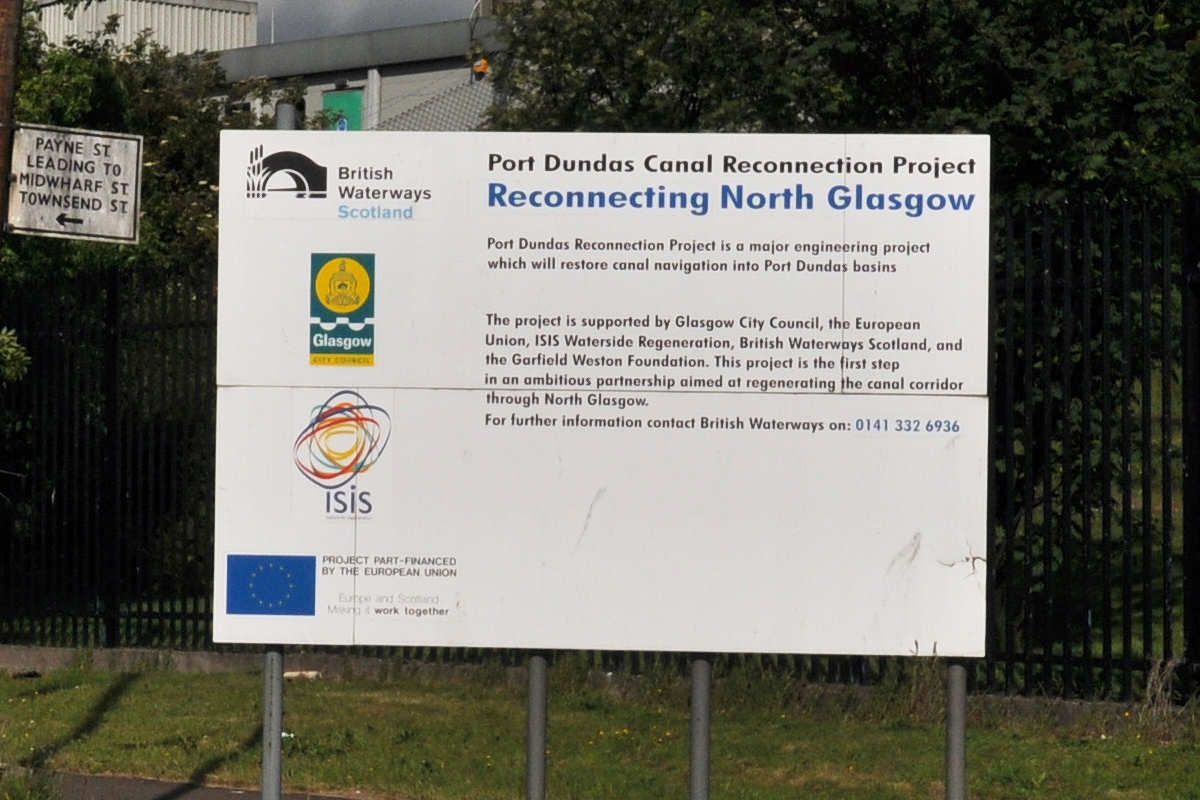 PAYNE ST.
LEADING TO
MIDWHARF ST.
TOWNSEND ST.
British
Waterways
Scotland
Glasgow
CITY COUNCIL
ISIS
PROJECT PART-FINANCED
BY THE EUROPEAN UNION
Europe and Scotland
Making it work together
Port Dundas Canal Reconnection Project
Reconnecting North Glasgow
Port Dundas Reconnection Project is a major engineering project
which will restore canal navigation into Port Dundas basins
The project is supported by Glasgow City Council, the European
Union, ISIS Waterside Regeneration, British Waterways Scotland, and
the Garfield Weston Foundation. This project is the first step
in an ambitious partnership aimed at regenerating the canal corridor
through North Glasgow.
For further information contact British Waterways on: 0141 332 6936